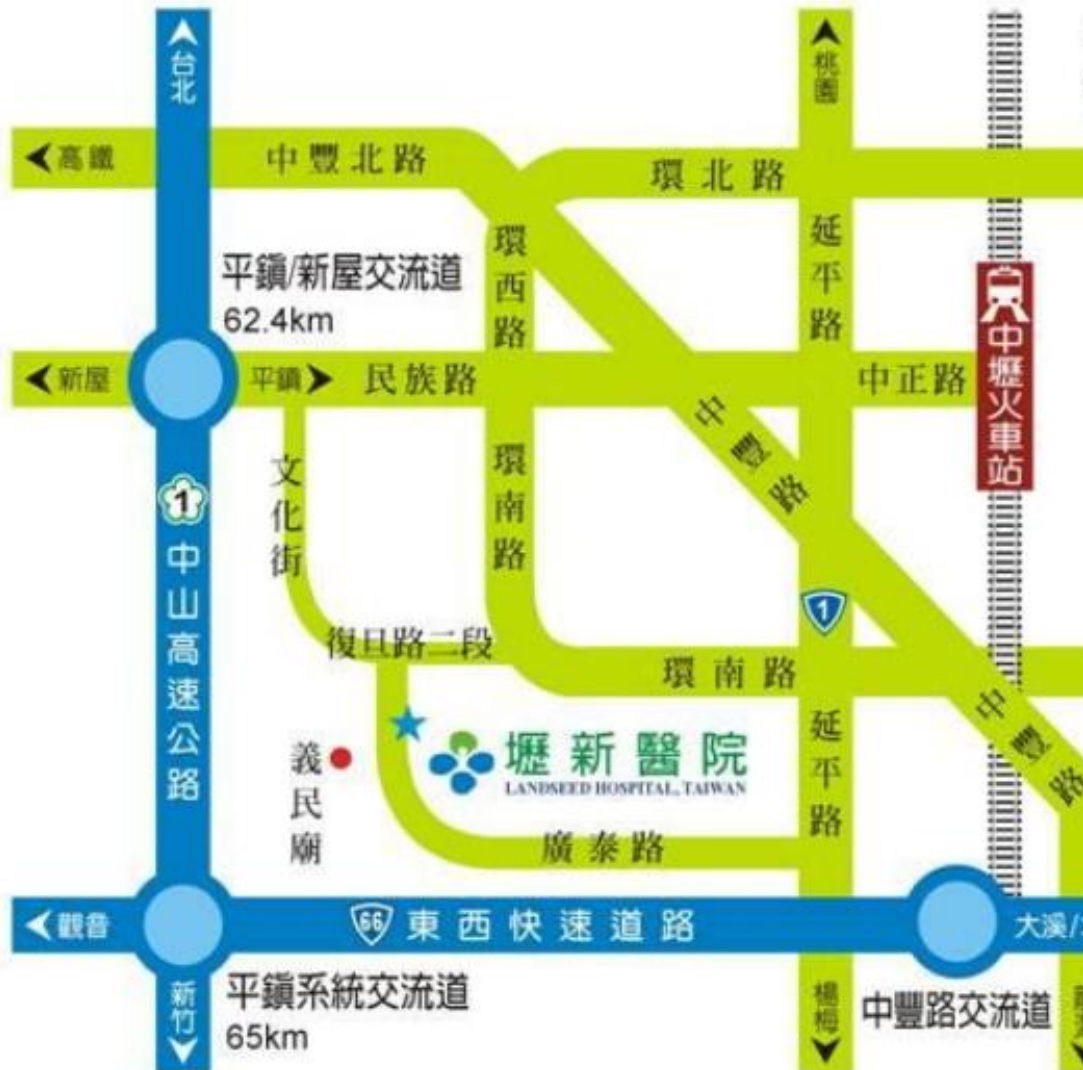 台北
桃園
高鐵
中豐北路
環北路
環西路
延平路
平鎮/新屋交流道
62.4km
新屋
平鎮
民族路
中正路
中壢火車站
中豐路
文化街
環南路
1
中山高速公路
1
復旦路二段
環南路
中豐路
義民廟
壢新醫院
LANDSEED HOSPITAL, TAIWAN
延平路
廣泰路
觀音
66
東西快速道路
大溪/
新竹
平鎮系統交流道
65km
楊梅
中豐路交流道